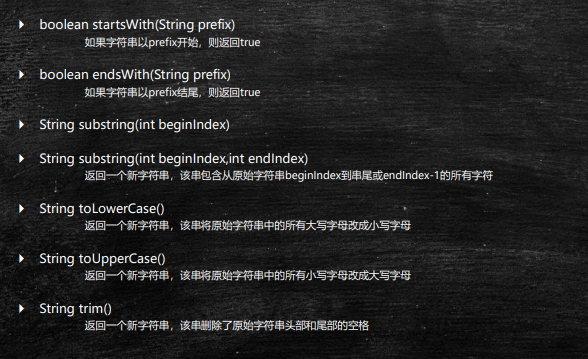 boolean startsWith(String prefix)
如果字符串以prefix开始，则返回true
boolean endsWith(String prefix)
如果字符串以prefix结尾，则返回true
String substring(int beginIndex)
String substring(int beginIndex,int endIndex)
返回一个新字符串，该串包含从原始字符串beginIndex到串尾或endIndex-1的所有字符
String toLowerCase()
返回一个新字符串，该串将原始字符串中的所有大写字母改成小写字母
String toUpperCase()
返回一个新字符串，该串将原始字符串中的所有小写字母改成大写字母
String trim()
返回一个新字符串，该串删除了原始字符串头部和尾部的空格